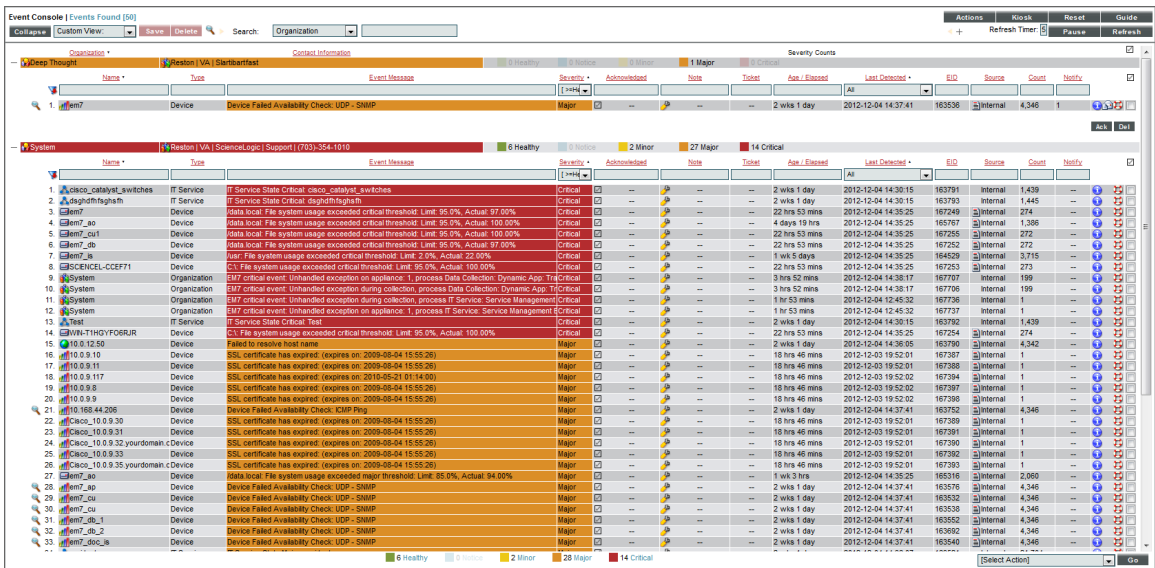 Event Console | Events Found [50]
Actions Kiosk Reset Guide
Collapse Custom View: Save Delete Search: Organization Refresh Timer: 5 Pause Refresh
Organization Contact Information Severity Counts
Deep Thought Reston | VA | Slartibartfast 0 Healthy 0 Notice 0 Minor 1 Major 0 Critical
Name Type Event Message Severity Acknowledged Note Ticket Age / Elapsed Last Detected EID Source Count Notify
[ >=He All
1. em7 Device Device Failed Availability Check: UDP - SNMP Major -- -- -- 2 wks 1 day 2012-12-04 14:37:41 163536 Internal 4,346 1
Ack Del
System Reston | VA | ScienceLogic | Support | (703)-354-1010 6 Healthy 0 Notice 2 Minor 27 Major 14 Critical
Name Type Event Message Severity Acknowledged Note Ticket Age / Elapsed Last Detected EID Source Count Notify
[ >=He All
1. cisco_catalyst_switches IT Service IT Service State Critical: cisco_catalyst_switches Critical -- -- -- 2 wks 1 day 2012-12-04 14:30:15 163791 Internal 1,439 --
2. dsghdfhfsghsfh IT Service IT Service State Critical: dsghdfhfsghsfh Critical -- -- -- 2 wks 1 day 2012-12-04 14:30:15 163793 Internal 1,445 --
3. em7 Device /data.local: File system usage exceeded critical threshold: Limit: 95.0%, Actual: 97.00% Critical -- -- -- 22 hrs 53 mins 2012-12-04 14:35:25 167249 Internal 274 --
4. em7_ao Device /data.local: File system usage exceeded critical threshold: Limit: 95.0%, Actual: 100.00% Critical -- -- -- 4 days 19 hrs 2012-12-04 14:35:25 165767 Internal 1,386 --
5. em7_cu1 Device /data.local: File system usage exceeded critical threshold: Limit: 95.0%, Actual: 100.00% Critical -- -- -- 22 hrs 53 mins 2012-12-04 14:35:25 167255 Internal 272 --
6. em7_db Device /data.local: File system usage exceeded critical threshold: Limit: 95.0%, Actual: 97.00% Critical -- -- -- 22 hrs 53 mins 2012-12-04 14:35:25 167252 Internal 272 --
7. em7_is Device /usr: File system usage exceeded critical threshold: Limit: 2.0%, Actual: 22.00% Critical -- -- -- 1 wk 5 days 2012-12-04 14:35:25 164529 Internal 3,715 --
8. SCIENCEL-CCEF71 Device C:\: File system usage exceeded critical threshold: Limit: 95.0%, Actual: 100.00% Critical -- -- -- 22 hrs 53 mins 2012-12-04 14:35:25 167253 Internal 273 --
9. System Organization EM7 critical event: Unhandled exception on appliance: 1, process Data Collection: Dynamic App: Tra Critical -- -- -- 3 hrs 52 mins 2012-12-04 14:38:17 167707 Internal 199 --
10. System Organization EM7 critical event: Unhandled exception during collection, process Data Collection: Dynamic App: Tr Critical -- -- -- 3 hrs 52 mins 2012-12-04 14:38:17 167706 Internal 199 --
11. System Organization EM7 critical event: Unhandled exception during collection, process IT Service: Service Management Critical -- -- -- 1 hr 53 mins 2012-12-04 12:45:32 167736 Internal 1 --
12. System Organization EM7 critical event: Unhandled exception on appliance: 1, process IT Service: Service Management E Critical -- -- -- 1 hr 53 mins 2012-12-04 12:45:32 167737 Internal 1 --
13. Test IT Service IT Service State Critical: Test Critical -- -- -- 2 wks 1 day 2012-12-04 14:30:15 163792 Internal 1,439 --
14. WIN-T1HGYFO6RJR Device C:\: File system usage exceeded critical threshold: Limit: 95.0%, Actual: 100.00% Critical -- -- -- 22 hrs 53 mins 2012-12-04 14:35:25 167254 Internal 274 --
15. 10.0.12.50 Device Failed to resolve host name Major -- -- -- 2 wks 1 day 2012-12-04 14:36:05 163790 Internal 4,342 --
16. 10.0.9.10 Device SSL certificate has expired: (expires on: 2009-08-04 15:55:26) Major -- -- -- 18 hrs 46 mins 2012-12-03 19:52:01 167387 Internal 1 --
17. 10.0.9.11 Device SSL certificate has expired: (expires on: 2009-08-04 15:55:26) Major -- -- -- 18 hrs 46 mins 2012-12-03 19:52:01 167388 Internal 1 --
18. 10.0.9.117 Device SSL certificate has expired: (expires on: 2010-05-21 01:14:00) Major -- -- -- 18 hrs 46 mins 2012-12-03 19:52:02 167394 Internal 1 --
19. 10.0.9.8 Device SSL certificate has expired: (expires on: 2009-08-04 15:55:26) Major -- -- -- 18 hrs 46 mins 2012-12-03 19:52:02 167397 Internal 1 --
20. 10.0.9.9 Device SSL certificate has expired: (expires on: 2009-08-04 15:55:26) Major -- -- -- 18 hrs 46 mins 2012-12-03 19:52:02 167398 Internal 1 --
21. 10.168.44.206 Device Device Failed Availability Check: ICMP Ping Major -- -- -- 2 wks 1 day 2012-12-04 14:37:41 163752 Internal 4,346 --
22. Cisco_10.0.9.30 Device SSL certificate has expired: (expires on: 2009-08-04 15:55:26) Major -- -- -- 18 hrs 46 mins 2012-12-03 19:52:01 167389 Internal 1 --
23. Cisco_10.0.9.31 Device SSL certificate has expired: (expires on: 2009-08-04 15:55:26) Major -- -- -- 18 hrs 46 mins 2012-12-03 19:52:01 167391 Internal 1 --
24. Cisco_10.0.9.32.yourdomain.c Device SSL certificate has expired: (expires on: 2009-08-04 15:55:26) Major -- -- -- 18 hrs 46 mins 2012-12-03 19:52:01 167390 Internal 1 --
25. Cisco_10.0.9.33 Device SSL certificate has expired: (expires on: 2009-08-04 15:55:26) Major -- -- -- 18 hrs 46 mins 2012-12-03 19:52:01 167392 Internal 1 --
26. Cisco_10.0.9.35.yourdomain.c Device SSL certificate has expired: (expires on: 2009-08-04 15:55:26) Major -- -- -- 18 hrs 46 mins 2012-12-03 19:52:01 167393 Internal 1 --
27. em7_ao Device /data.local: File system usage exceeded major threshold: Limit: 85.0%, Actual: 94.00% Major -- -- -- 1 wk 3 hrs 2012-12-04 14:35:25 165316 Internal 2,060 --
28. em7_ap Device Device Failed Availability Check: UDP - SNMP Major -- -- -- 2 wks 1 day 2012-12-04 14:37:41 163576 Internal 4,346 --
29. em7_cu Device Device Failed Availability Check: UDP - SNMP Major -- -- -- 2 wks 1 day 2012-12-04 14:37:41 163532 Internal 4,346 --
30. em7_cu Device Device Failed Availability Check: UDP - SNMP Major -- -- -- 2 wks 1 day 2012-12-04 14:37:41 163538 Internal 4,346 --
31. em7_db_1 Device Device Failed Availability Check: UDP - SNMP Major -- -- -- 2 wks 1 day 2012-12-04 14:37:41 163552 Internal 4,346 --
32. em7_db_2 Device Device Failed Availability Check: UDP - SNMP Major -- -- -- 2 wks 1 day 2012-12-04 14:37:41 163692 Internal 4,346 --
33. em7_doc_is Device Device Failed Availability Check: UDP - SNMP Major -- -- -- 2 wks 1 day 2012-12-04 14:37:41 163540 Internal 4,346 --
6 Healthy 0 Notice 2 Minor 28 Major 14 Critical [Select Action] Go